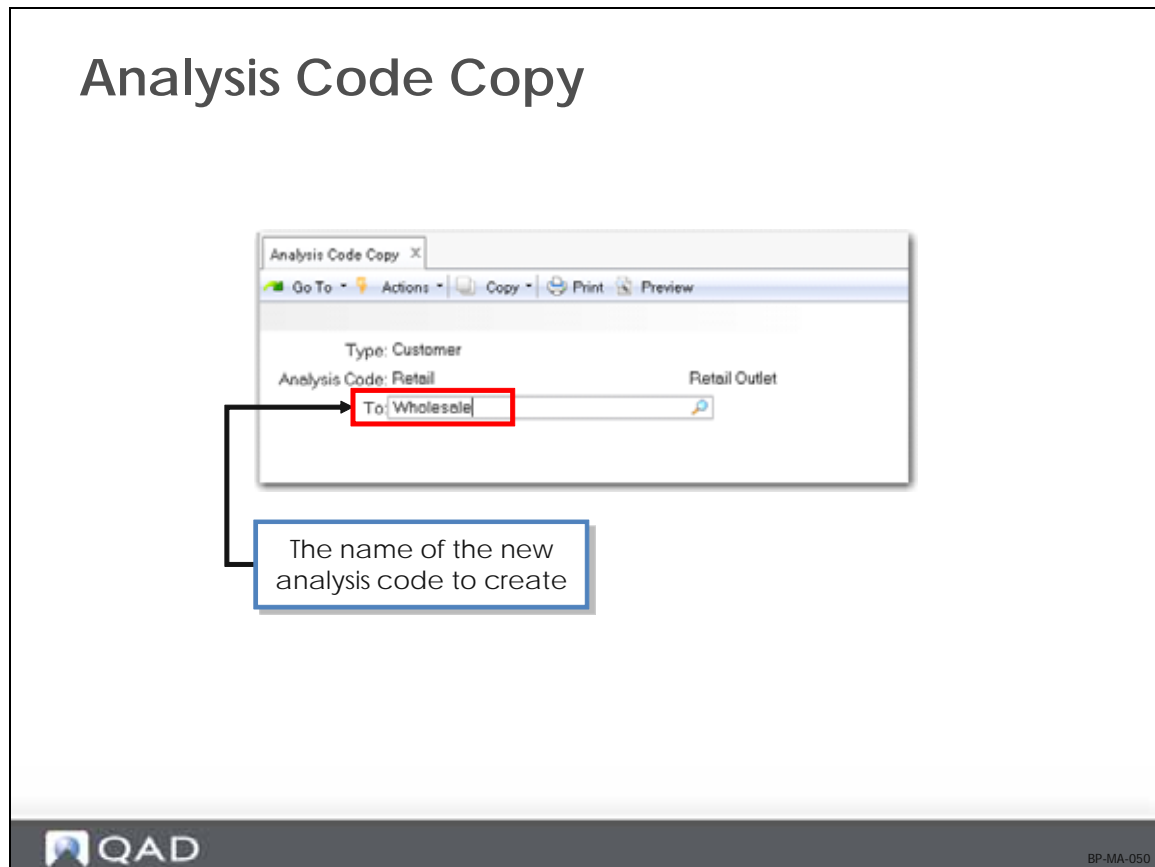 Analysis Code Copy
Analysis Code Copy X
Go To Actions Copy Print Preview
Type: Customer
Analysis Code: Retail Retail Outlet
To: Wholesale
The name of the new
analysis code to create
QAD
BP-MA-050